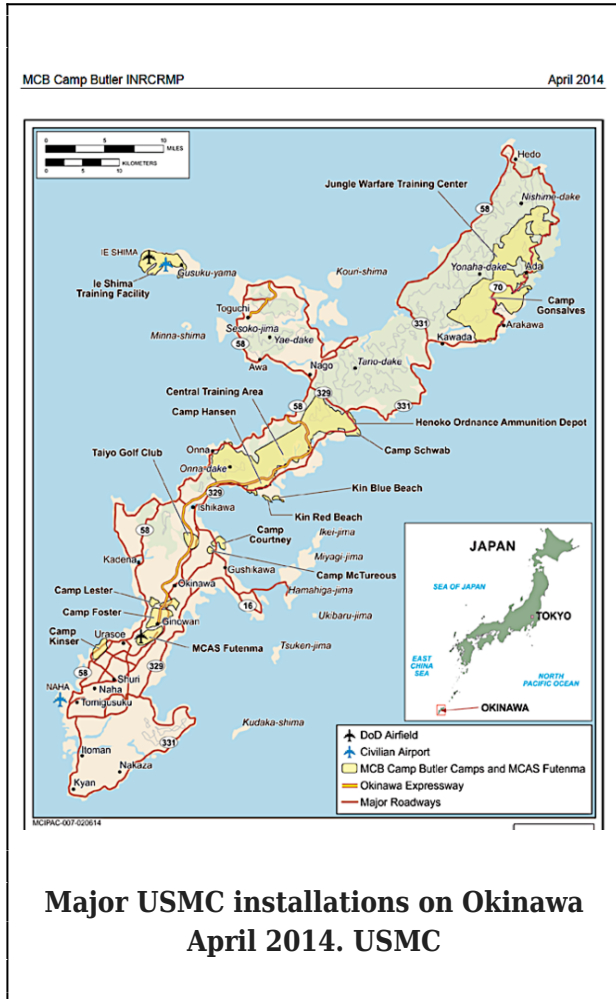 MCB Camp Butler INRCRMP
April 2014
0 5 10
MILES
0 5 10
KILOMETERS
Hedo
Jungle Warfare Training Center
58
Nishime-dake
IE SHIMA
Gusuku-yama
Ie Shima
Training Facility
Kouri-shima
Yonaha-dake
Ada
70
Camp
Gonsalves
Toguchi
Sesoko-jima
Minna-shima
Yae-dake
58
331
Arakawa
Kawada
Awa
Nago
Tano-dake
Central Training Area
329
58
331
Camp Hansen
Henoko Ordnance Ammunition Depot
Taiyo Golf Club
Onna
Camp Schwab
Onna-dake
Kin Blue Beach
329
Ishikawa
Kin Red Beach
58
Camp
Courtney
Ikei-jima
Kadena
Miyagi-jima
Gushikawa
Camp McTureous
Camp Lester
Okinawa
Hamahiga-jima
16
Camp Foster
Ginowan
Ukibaru-jima
Camp
Kinser
Urasoe
MCAS Futenma
Tsuken-jima
58
329
Shuri
NAHA
Naha
Tomigusuku
Kudaka-shima
331
Itoman
Nakaza
Kyan
JAPAN
SEA OF JAPAN
TOKYO
EAST
CHINA
SEA
NORTH
PACIFIC OCEAN
OKINAWA
DoD Airfield
Civilian Airport
MCB Camp Butler Camps and MCAS Futenma
Okinawa Expressway
Major Roadways
MCIPAC-007-020614
Major USMC installations on Okinawa
April 2014. USMC